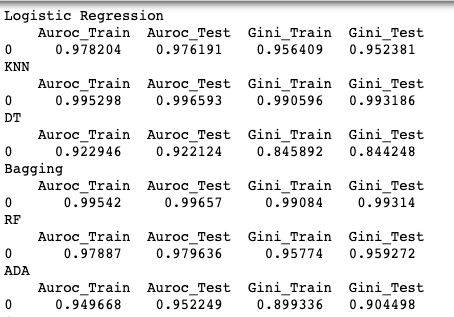 Logistic Regression
Auroc_Train Auroc_Test Gini_Train Gini_Test
0 0.978204 0.976191 0.956409 0.952381
KNN
Auroc_Train Auroc_Test Gini_Train Gini_Test
0 0.995298 0.996593 0.990596 0.993186
DT
Auroc_Train Auroc_Test Gini_Train Gini_Test
0 0.922946 0.922124 0.845892 0.844248
Bagging
Auroc_Train Auroc_Test Gini_Train Gini_Test
0 0.99542 0.99657 0.99084 0.99314
RF
Auroc_Train Auroc_Test Gini_Train Gini_Test
0 0.97887 0.979636 0.95774 0.959272
ADA
Auroc_Train Auroc_Test Gini_Train Gini_Test
0 0.949668 0.952249 0.899336 0.904498